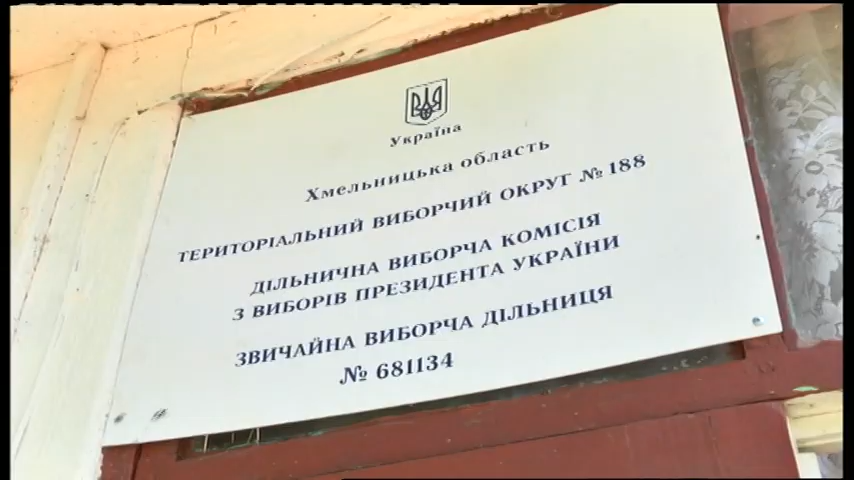 Україна
Хмельницька область
ТЕРИТОРІАЛЬНИЙ ВИБОРЧИЙ ОКРУГ № 188
ДІЛЬНИЧНА ВИБОРЧА КОМІСІЯ
З ВИБОРІВ ПРЕЗИДЕНТА УКРАЇНИ
ЗВИЧАЙНА ВИБОРЧА ДІЛЬНИЦЯ
№ 681134